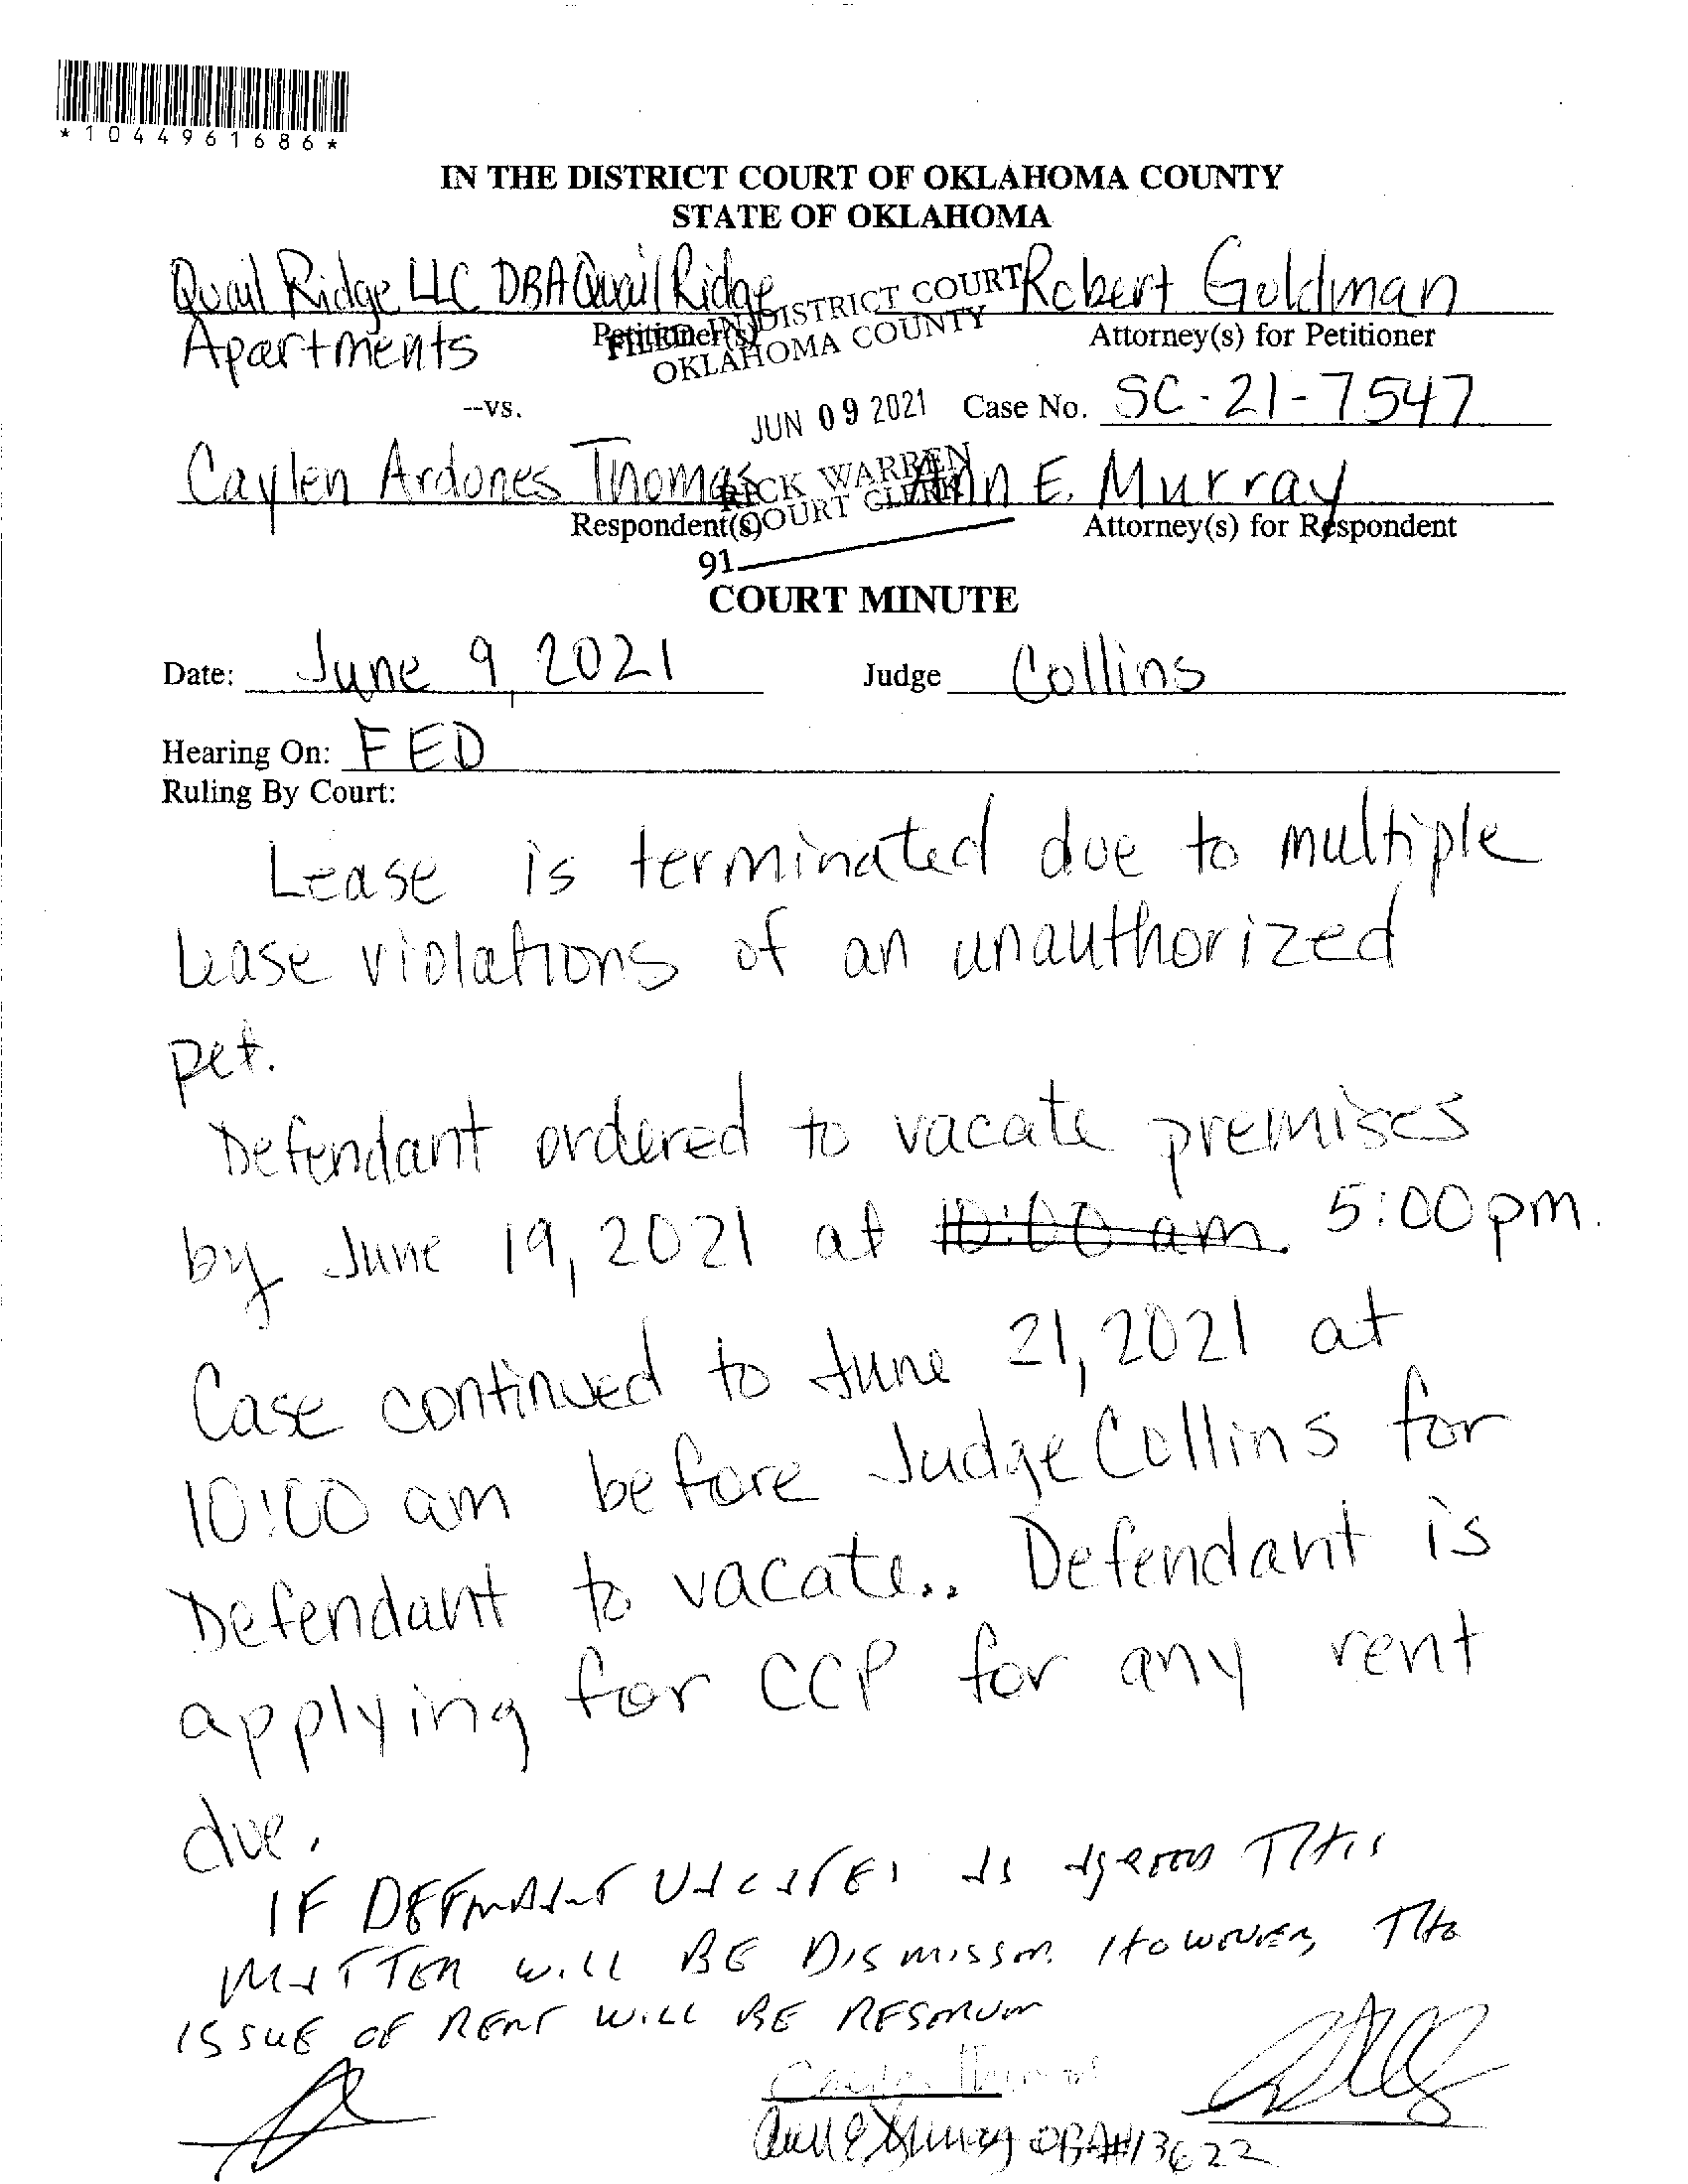 *1044961686*
IN THE DISTRICT COURT OF OKLAHOMA COUNTY
STATE OF OKLAHOMA
Quail Ridge LLC DBA Quail Ridge
Robert Goldman
Apartments
Petitioner(s)
Attorney(s) for Petitioner
FILED IN DISTRICT COURT
OKLAHOMA COUNTY
--vs.
JUN 09 2021
Case No. SC-21-7547
Caylen Ardones Thomas
Ann E. Murray
RICK WARREN
COURT CLERK
Respondent(s)
Attorney(s) for Respondent
91
COURT MINUTE
Date: June 9, 2021
Judge Collins
Hearing On: FED
Ruling By Court:
Lease is terminated due to multiple
lease violations of an unauthorized
pet.
Defendant ordered to vacate premises
by June 19, 2021 at 10:00 am. 5:00 pm.
Case continued to June 21, 2021 at
10:00 am before Judge Collins for
Defendant to vacate.. Defendant is
applying for CCP for any rent
due.
IF DEFENDANT VACATES AS AGREED THIS
MATTER WILL BE DISMISSED. HOWEVER, THE
ISSUE OF RENT WILL BE RESERVED
Ann E Murray OBA#13622